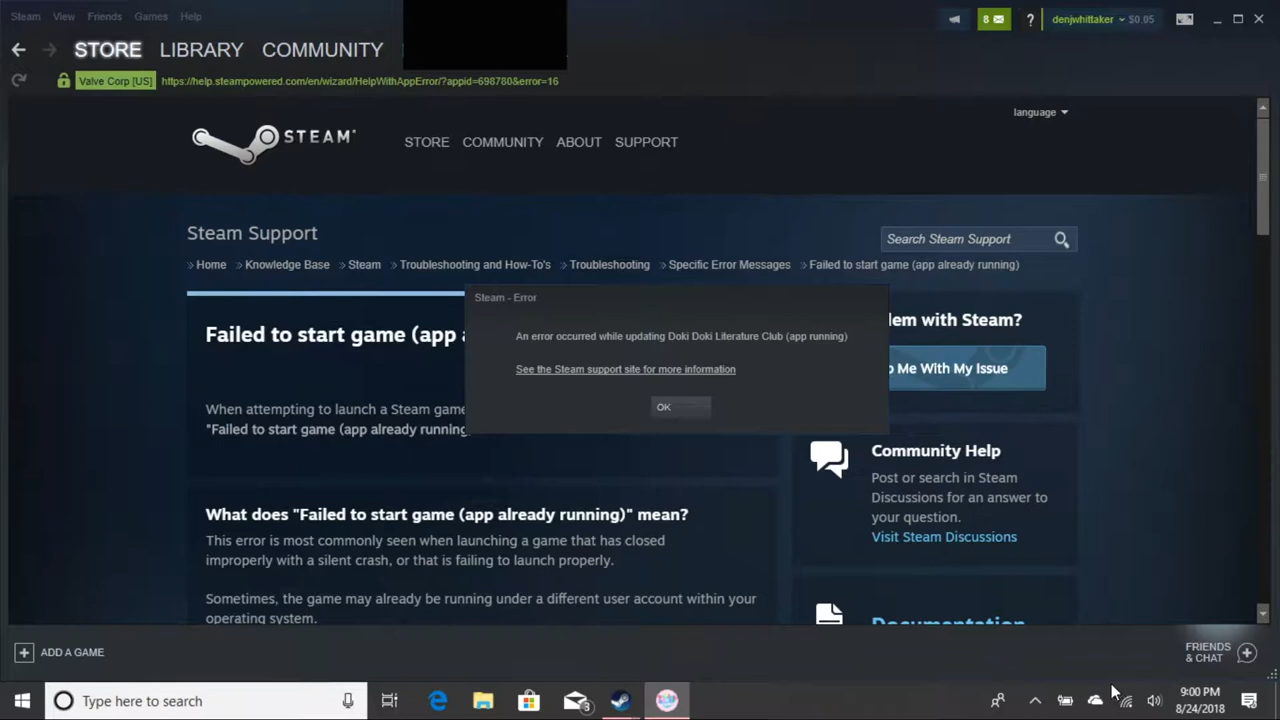 Steam View Friends Games Help
8 ? denjwhittaker $0.05
STORE LIBRARY COMMUNITY
Valve Corp [US] https://help.steampowered.com/en/wizard/HelpWithAppError/?appid=698780&error=16
language
STEAM
STORE COMMUNITY ABOUT SUPPORT
Steam Support
Search Steam Support
Home Knowledge Base Steam Troubleshooting and How-To's Troubleshooting Specific Error Messages Failed to start game (app already running)
Steam - Error
An error occurred while updating Doki Doki Literature Club (app running)
See the Steam support site for more information
OK
Failed to start game (app
When attempting to launch a Steam game
"Failed to start game (app already running
What does "Failed to start game (app already running)" mean?
This error is most commonly seen when launching a game that has closed
improperly with a silent crash, or that is failing to launch properly.
Sometimes, the game may already be running under a different user account within your
operating system.
lem with Steam?
Me With My Issue
Community Help
Post or search in Steam
Discussions for an answer to
your question.
Visit Steam Discussions
Documentation
ADD A GAME
FRIENDS
& CHAT
Type here to search
3
9:00 PM
8/24/2018